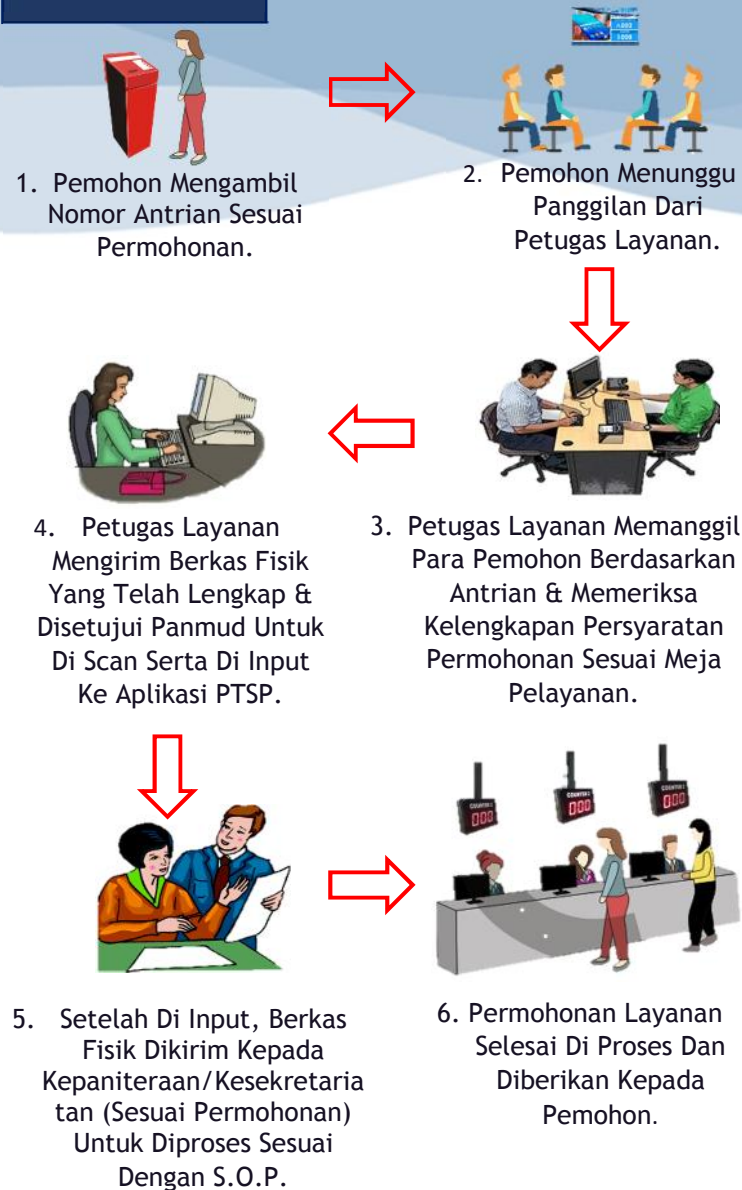 1. Pemohon Mengambil
Nomor Antrian Sesuai
Permohonan.
2. Pemohon Menunggu
Panggilan Dari
Petugas Layanan.
3. Petugas Layanan Memanggil
Para Pemohon Berdasarkan
Antrian & Memeriksa
Kelengkapan Persyaratan
Permohonan Sesuai Meja
Pelayanan.
4. Petugas Layanan
Mengirim Berkas Fisik
Yang Telah Lengkap &
Disetujui Panmud Untuk
Di Scan Serta Di Input
Ke Aplikasi PTSP.
5. Setelah Di Input, Berkas
Fisik Dikirim Kepada
Kepaniteraan/Kesekretaria
tan (Sesuai Permohonan)
Untuk Diproses Sesuai
Dengan S.O.P.
000
000
000
6. Permohonan Layanan
Selesai Di Proses Dan
Diberikan Kepada
Pemohon.